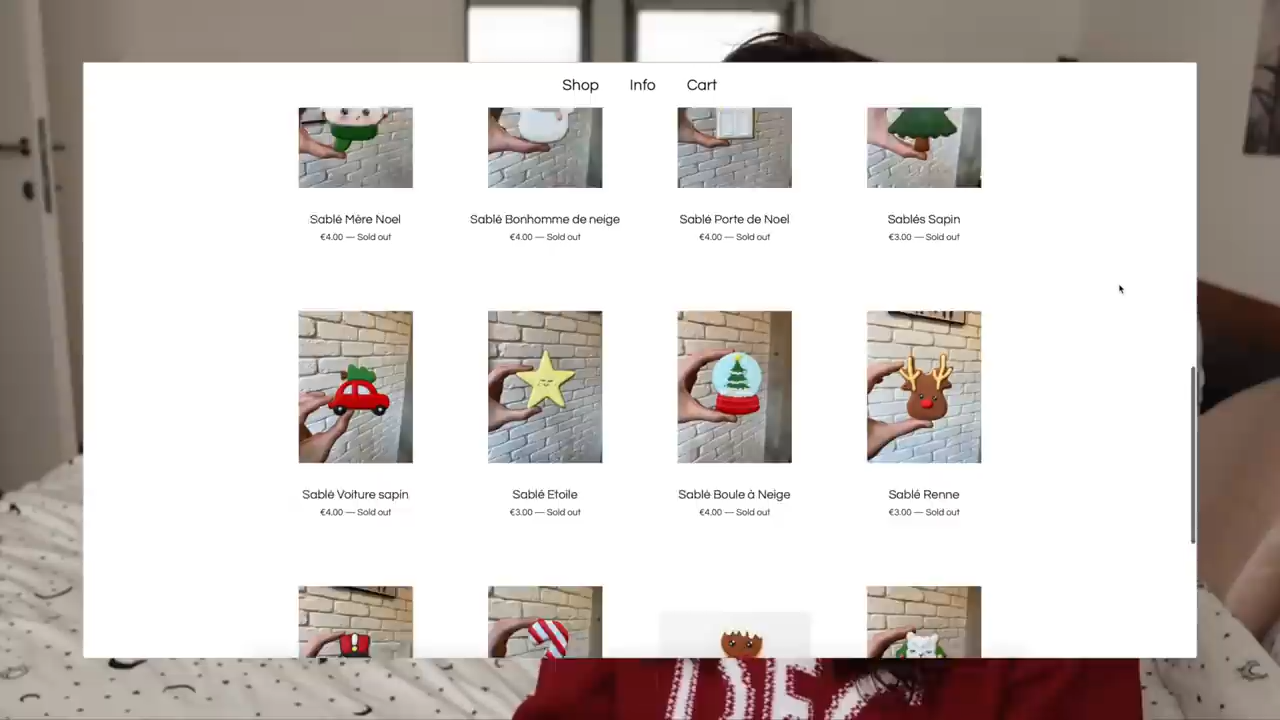 Shop Info Cart
Sablé Mère Noel Sablé Bonhomme de neige Sablé Porte de Noel Sablés Sapin
€4.00 — Sold out €4.00 — Sold out €4.00 — Sold out €3.00 — Sold out
Sablé Voiture sapin Sablé Etoile Sablé Boule à Neige Sablé Renne
€4.00 — Sold out €3.00 — Sold out €4.00 — Sold out €3.00 — Sold out